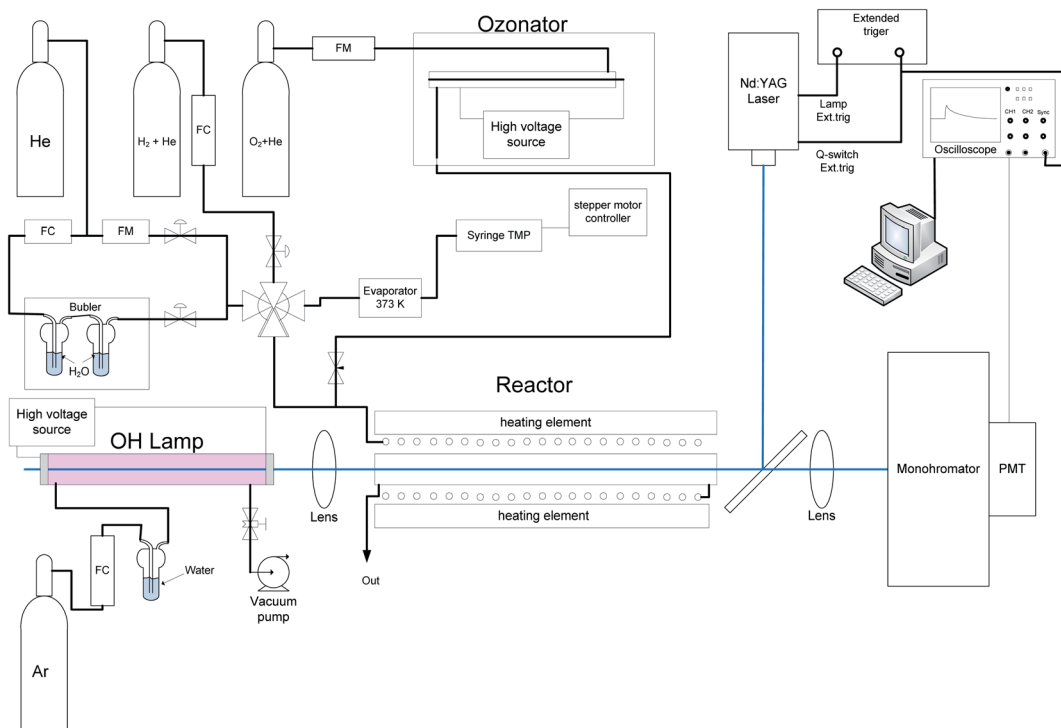 Ozonator
Extended
triger
FM
Nd:YAG
Laser
Lamp
Ext.trig
CH1
CH2
Sync
Oscilloscope
Q-switch
Ext.trig
He
H₂ + He
FC
O₂+He
High voltage
source
stepper motor
controller
Syringe TMP
FC
FM
Evaporator
373 K
Bubler
H₂O
Reactor
High voltage
source
OH Lamp
heating element
Monohromator
PMT
Lens
heating element
Lens
FC
Water
Out
Vacuum
pump
Ar